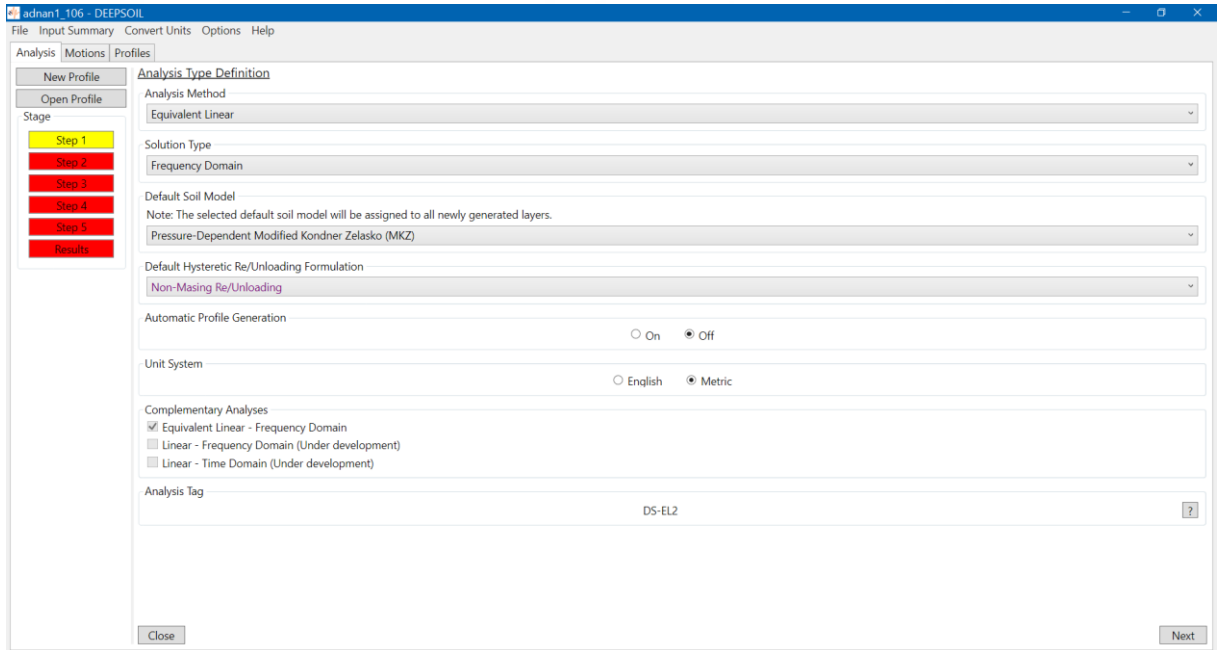 adnan1_106 - DEEPSOIL
File Input Summary Convert Units Options Help
Analysis Motions Profiles
New Profile
Open Profile
Stage
Step 1
Step 2
Step 3
Step 4
Step 5
Results
Analysis Type Definition
Analysis Method
Equivalent Linear
Solution Type
Frequency Domain
Default Soil Model
Note: The selected default soil model will be assigned to all newly generated layers.
Pressure-Dependent Modified Kondner Zelasko (MKZ)
Default Hysteretic Re/Unloading Formulation
Non-Masing Re/Unloading
Automatic Profile Generation
On Off
Unit System
English Metric
Complementary Analyses
Equivalent Linear - Frequency Domain
Linear - Frequency Domain (Under development)
Linear - Time Domain (Under development)
Analysis Tag
DS-EL2 ?
Close Next